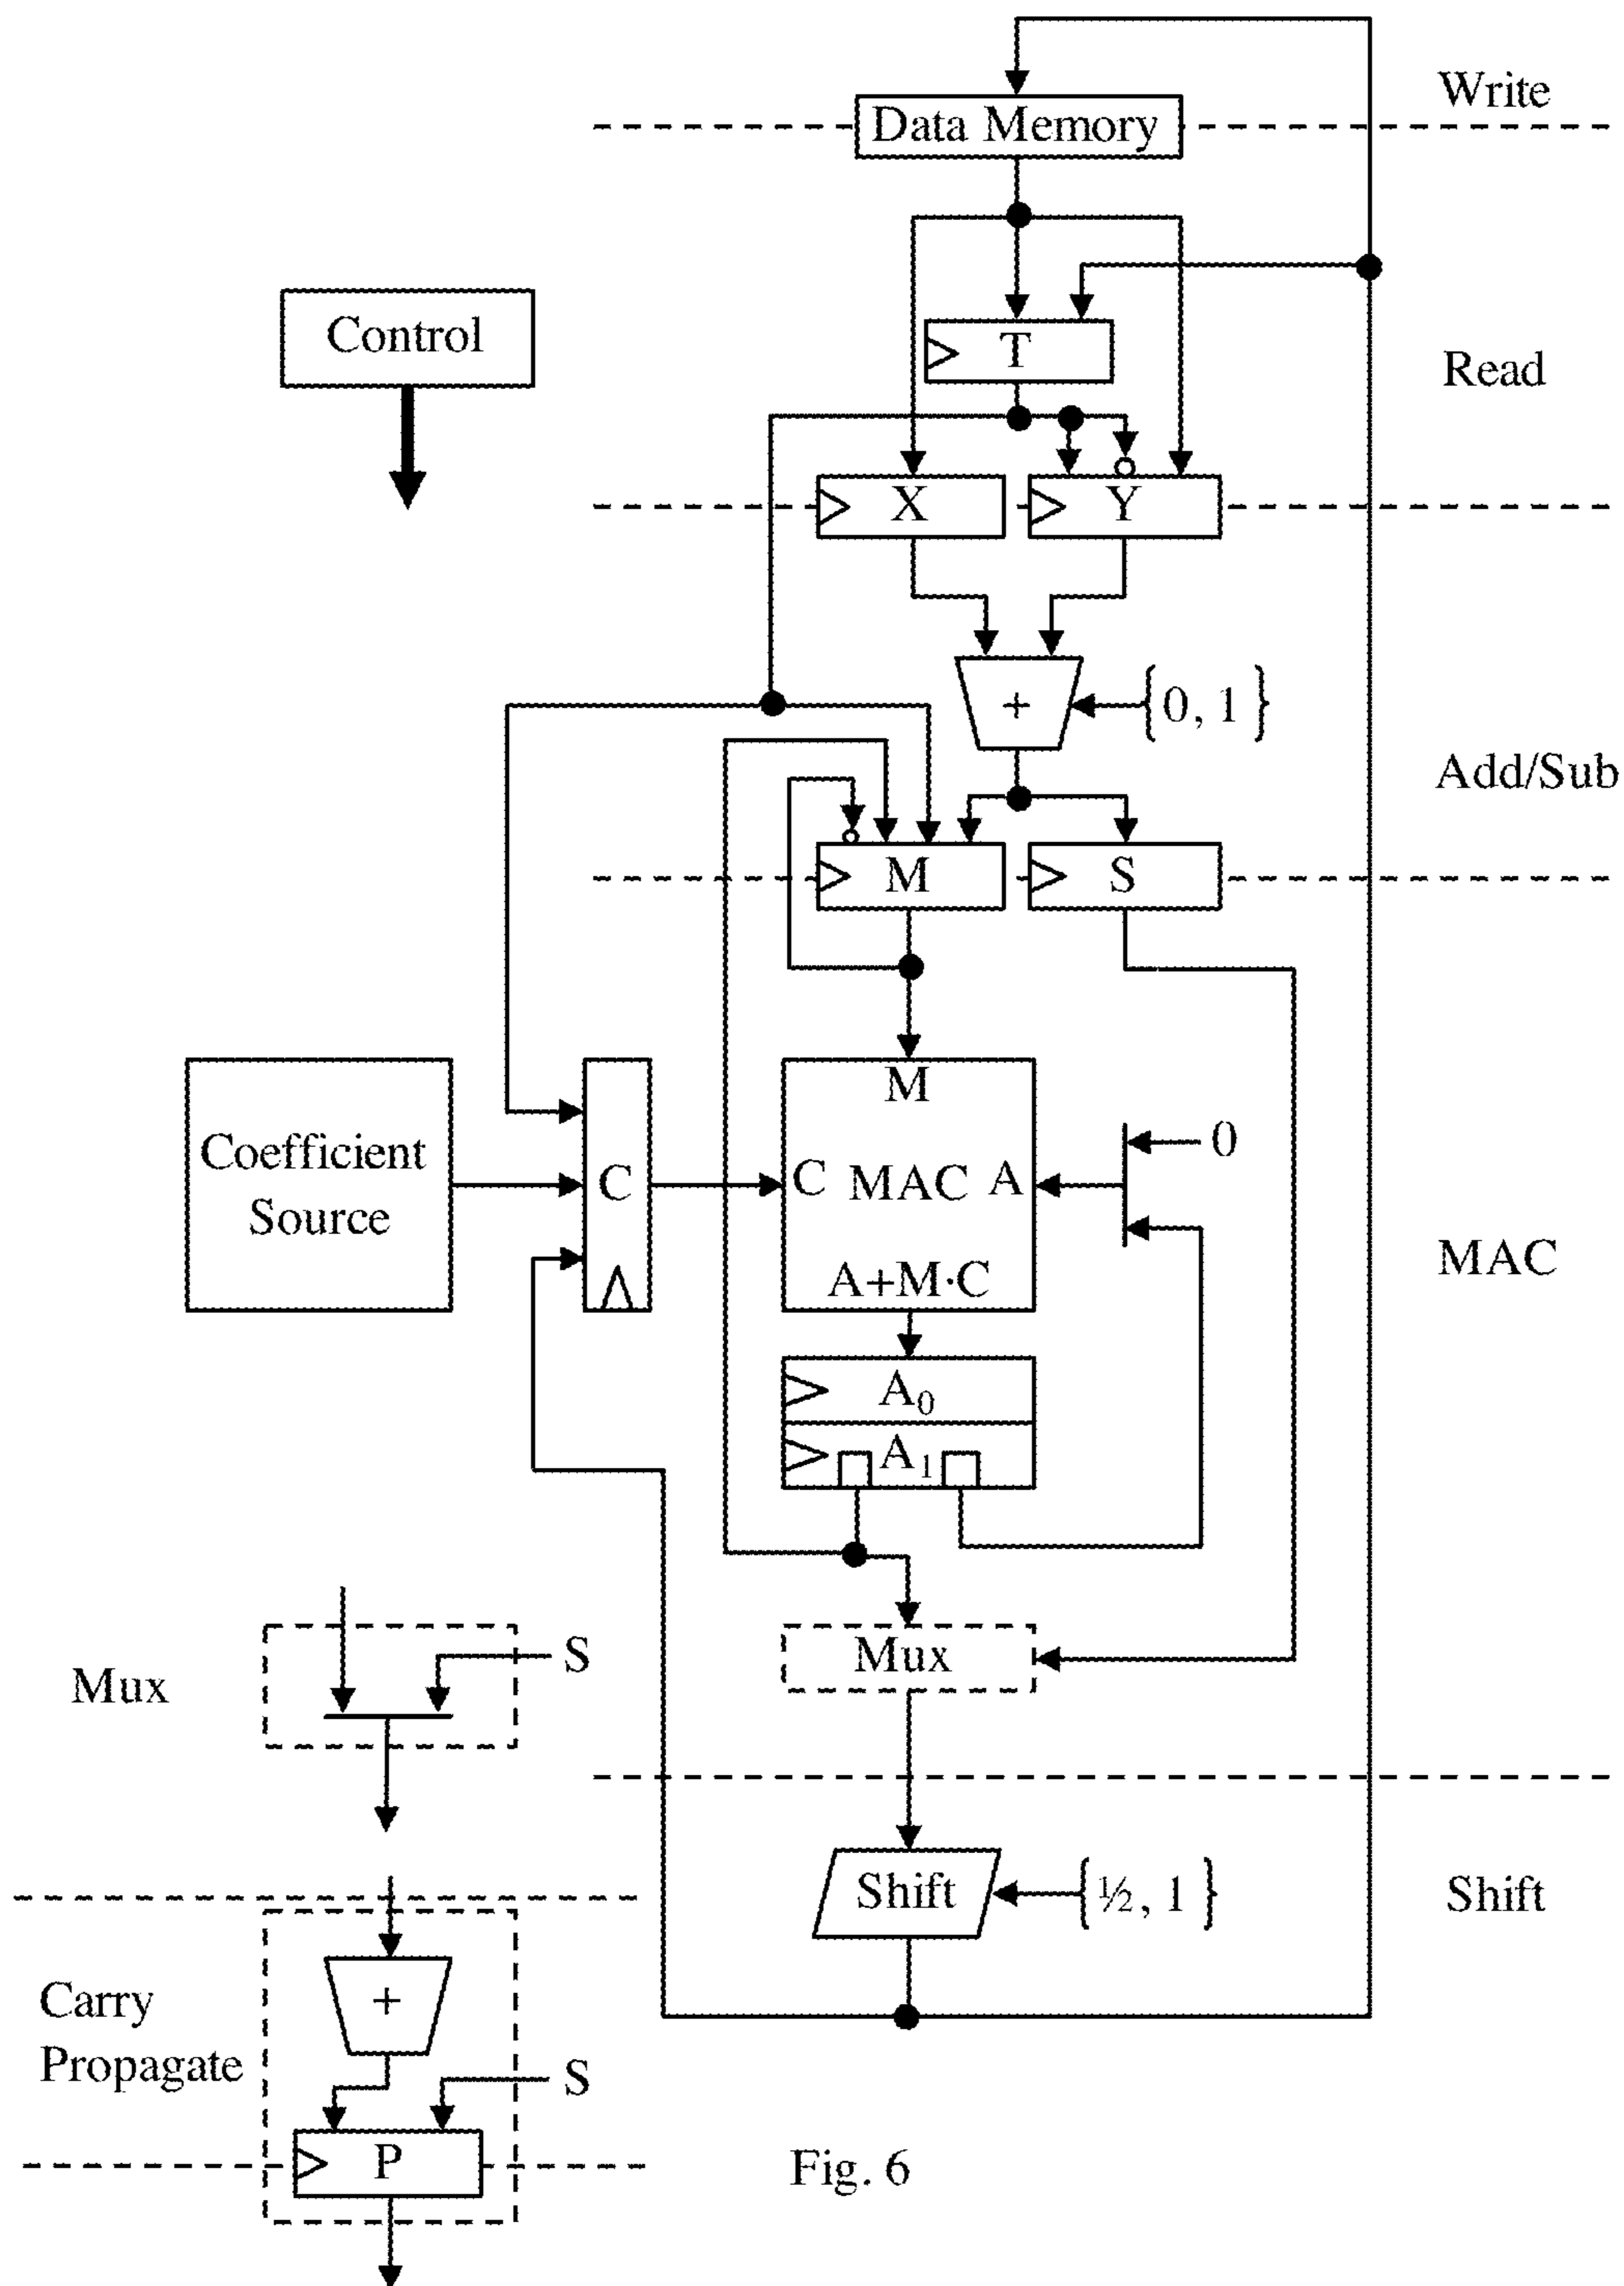 Write
Data Memory
Control
T
Read
X
Y
+
{0, 1}
Add/Sub
M
S
M
Coefficient
Source
C
C MAC A
0
A+M·C
MAC
A₀
A₁
Mux
S
Mux
Shift
{½, 1}
Shift
+
Carry
Propagate
S
P
Fig. 6